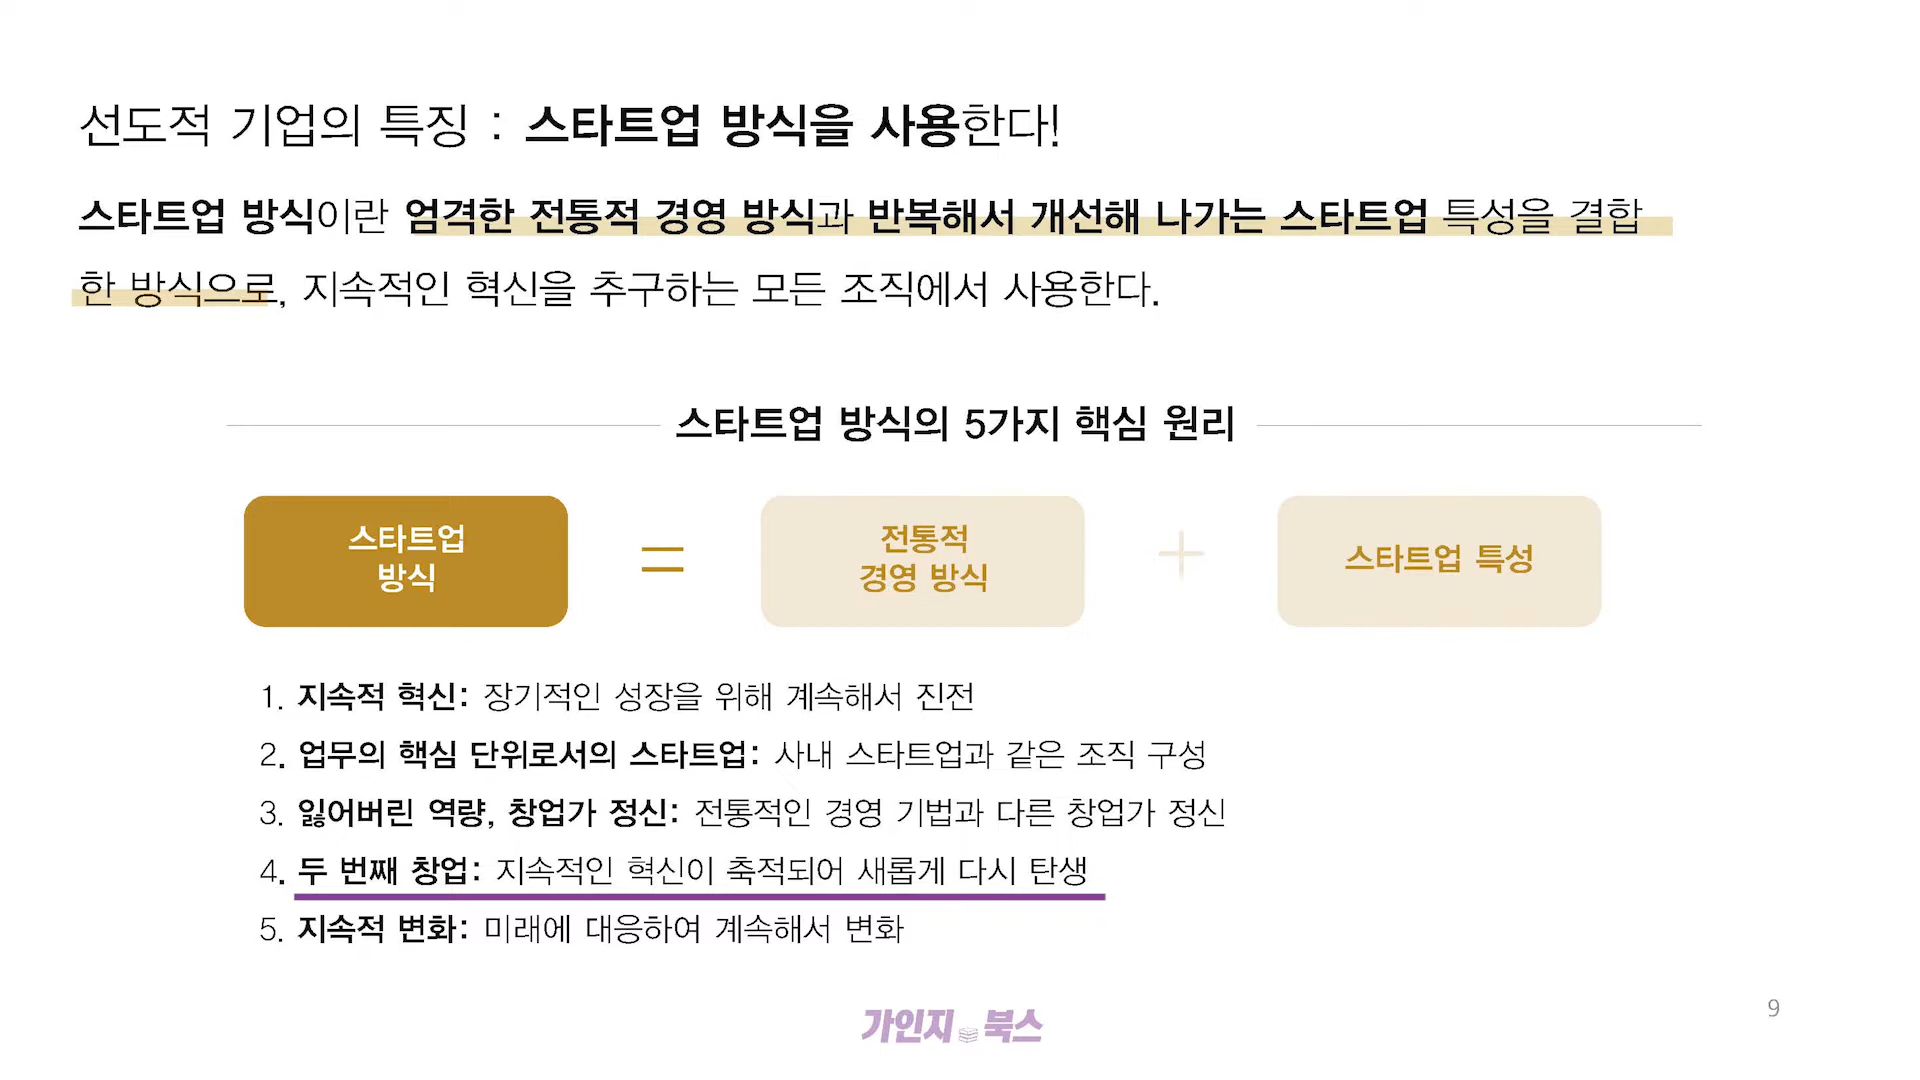 선도적 기업의 특징 : 스타트업 방식을 사용한다!
스타트업 방식이란 엄격한 전통적 경영 방식과 반복해서 개선해 나가는 스타트업 특성을 결합
한 방식으로, 지속적인 혁신을 추구하는 모든 조직에서 사용한다.
스타트업 방식의 5가지 핵심 원리
스타트업
방식
=
전통적
경영 방식
+
스타트업 특성
1. 지속적 혁신: 장기적인 성장을 위해 계속해서 진전
2. 업무의 핵심 단위로서의 스타트업: 사내 스타트업과 같은 조직 구성
3. 잃어버린 역량, 창업가 정신: 전통적인 경영 기법과 다른 창업가 정신
4. 두 번째 창업: 지속적인 혁신이 축적되어 새롭게 다시 탄생
5. 지속적 변화: 미래에 대응하여 계속해서 변화
가인지 북스
9